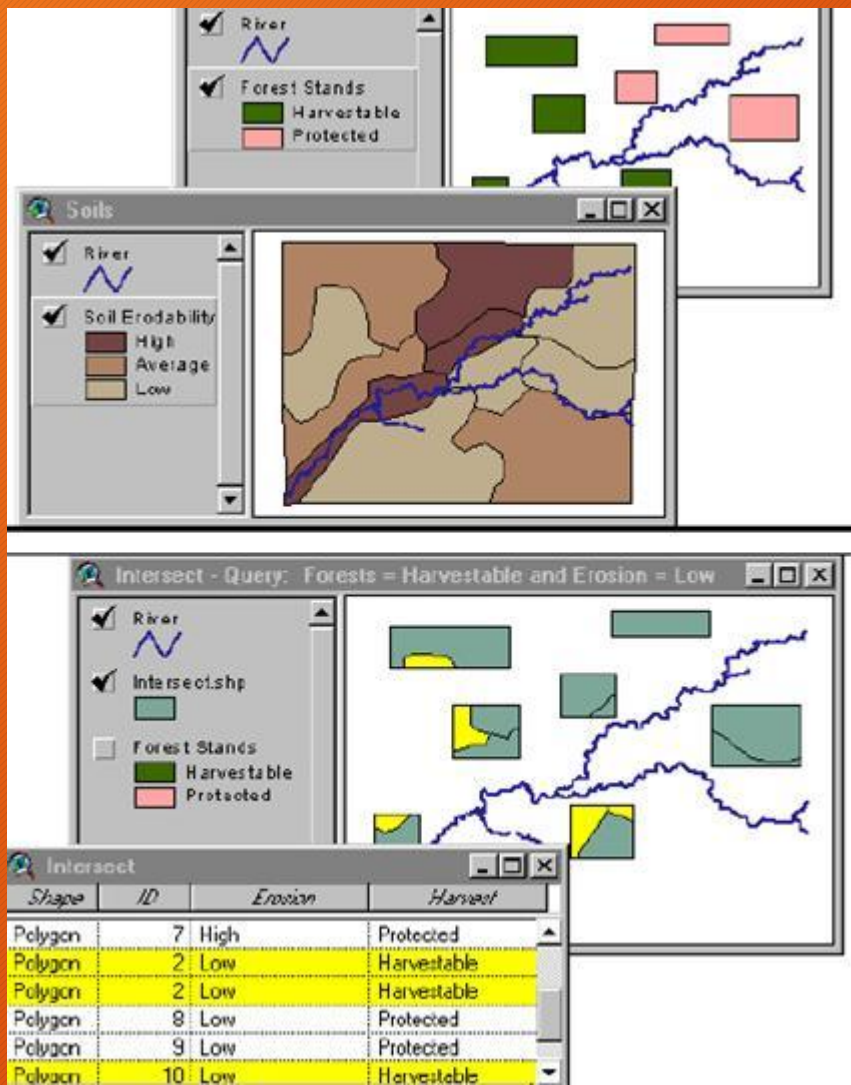 River
Forest Stands
Harvestable
Protected
Soils
River
Soil Erodability
High
Average
Low
Intersect - Query: Forests = Harvestable and Erosion = Low
River
Intersect.shp
Forest Stands
Harvestable
Protected
Intersect
Shape ID Erosion Harvest
Polygon 7 High Protected
Polygon 2 Low Harvestable
Polygon 2 Low Harvestable
Polygon 8 Low Protected
Polygon 9 Low Protected
Polygon 10 Low Harvestable